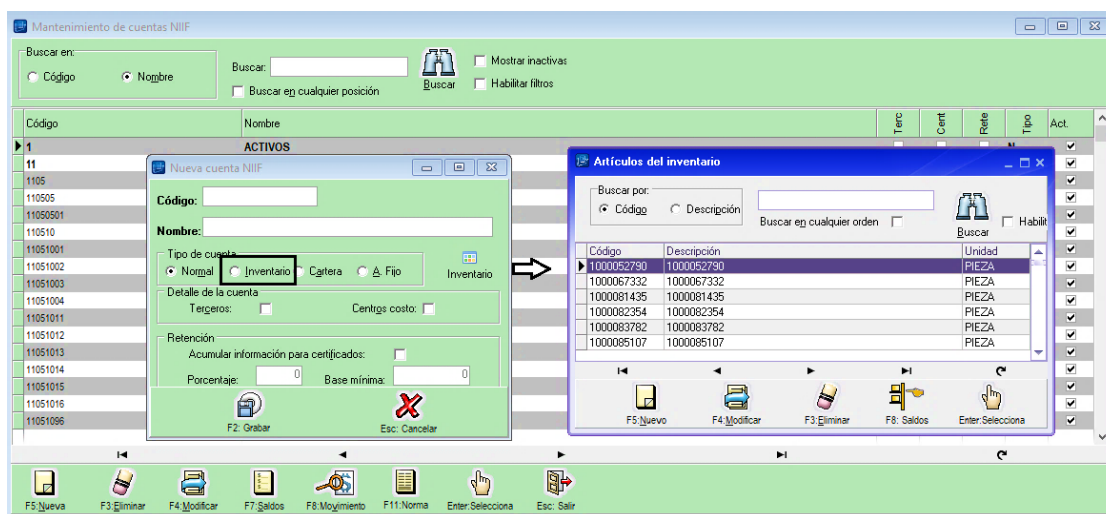 Mantenimiento de cuentas NIIF
Buscar en:
Código Nombre
Buscar:
Buscar en cualquier posición
Buscar
Mostrar inactivas
Habilitar filtros
Código Nombre Terc Cent Rete Tipo Act.
1 ACTIVOS
11
1105
110505
11050501
110510
11051001
11051002
11051003
11051004
11051011
11051012
11051013
11051014
11051015
11051016
11051096
Nueva cuenta NIIF
Código:
Nombre:
Tipo de cuenta
Normal Inventario Cartera A. Fijo
Inventario
Detalle de la cuenta
Terceros: Centros costo:
Retención
Acumular información para certificados:
Porcentaje: 0 Base mínima: 0
F2: Grabar Esc: Cancelar
Artículos del inventario
Buscar por:
Código Descripción
Buscar en cualquier orden
Buscar
Habilit
Código Descripción Unidad
1000052790 1000052790 PIEZA
1000067332 1000067332 PIEZA
1000081435 1000081435 PIEZA
1000082354 1000082354 PIEZA
1000083782 1000083782 PIEZA
1000085107 1000085107 PIEZA
F5:Nuevo F4:Modificar F3:Eliminar F8: Saldos Enter:Selecciona
F5:Nueva F3:Eliminar F4:Modificar F7:Saldos F8:Movimiento F11:Norma Enter:Selecciona Esc: Salir